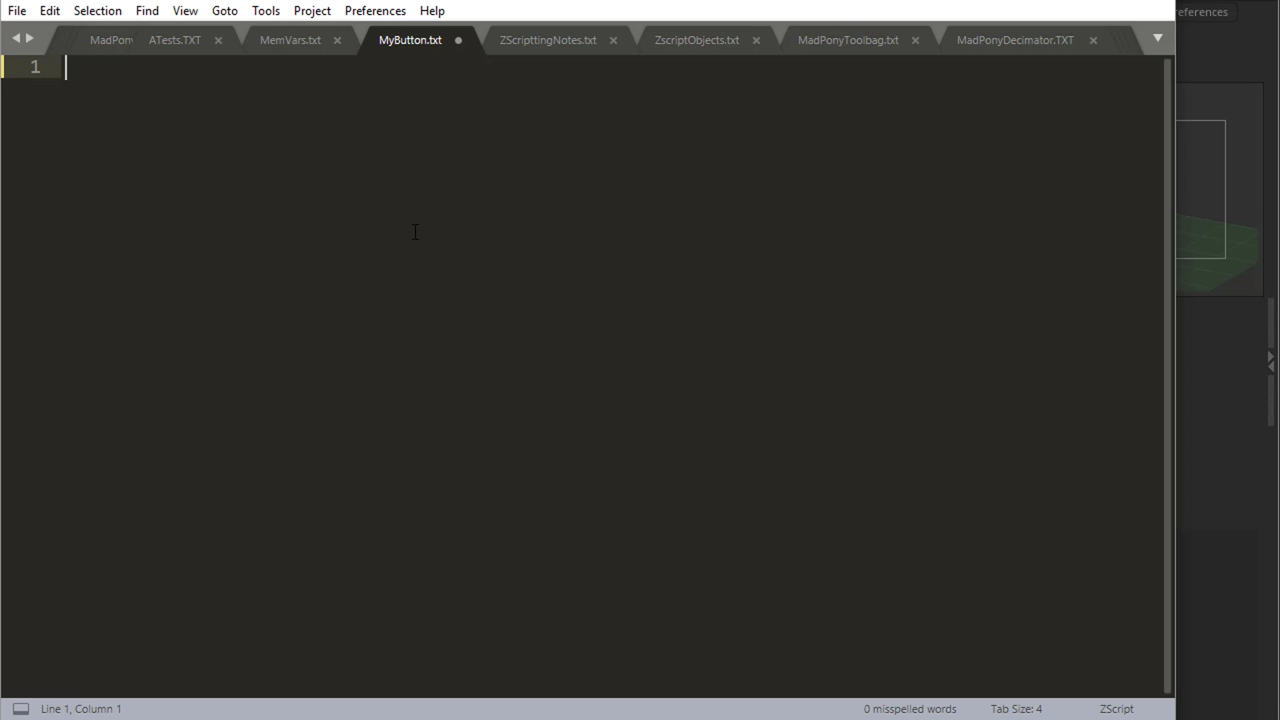 File Edit Selection Find View Goto Tools Project Preferences Help
references
MadPon ATests.TXT MemVars.txt MyButton.txt ZScripttingNotes.txt ZscriptObjects.txt MadPonyToolbag.txt MadPonyDecimator.TXT
1
Line 1, Column 1 0 misspelled words Tab Size: 4 ZScript